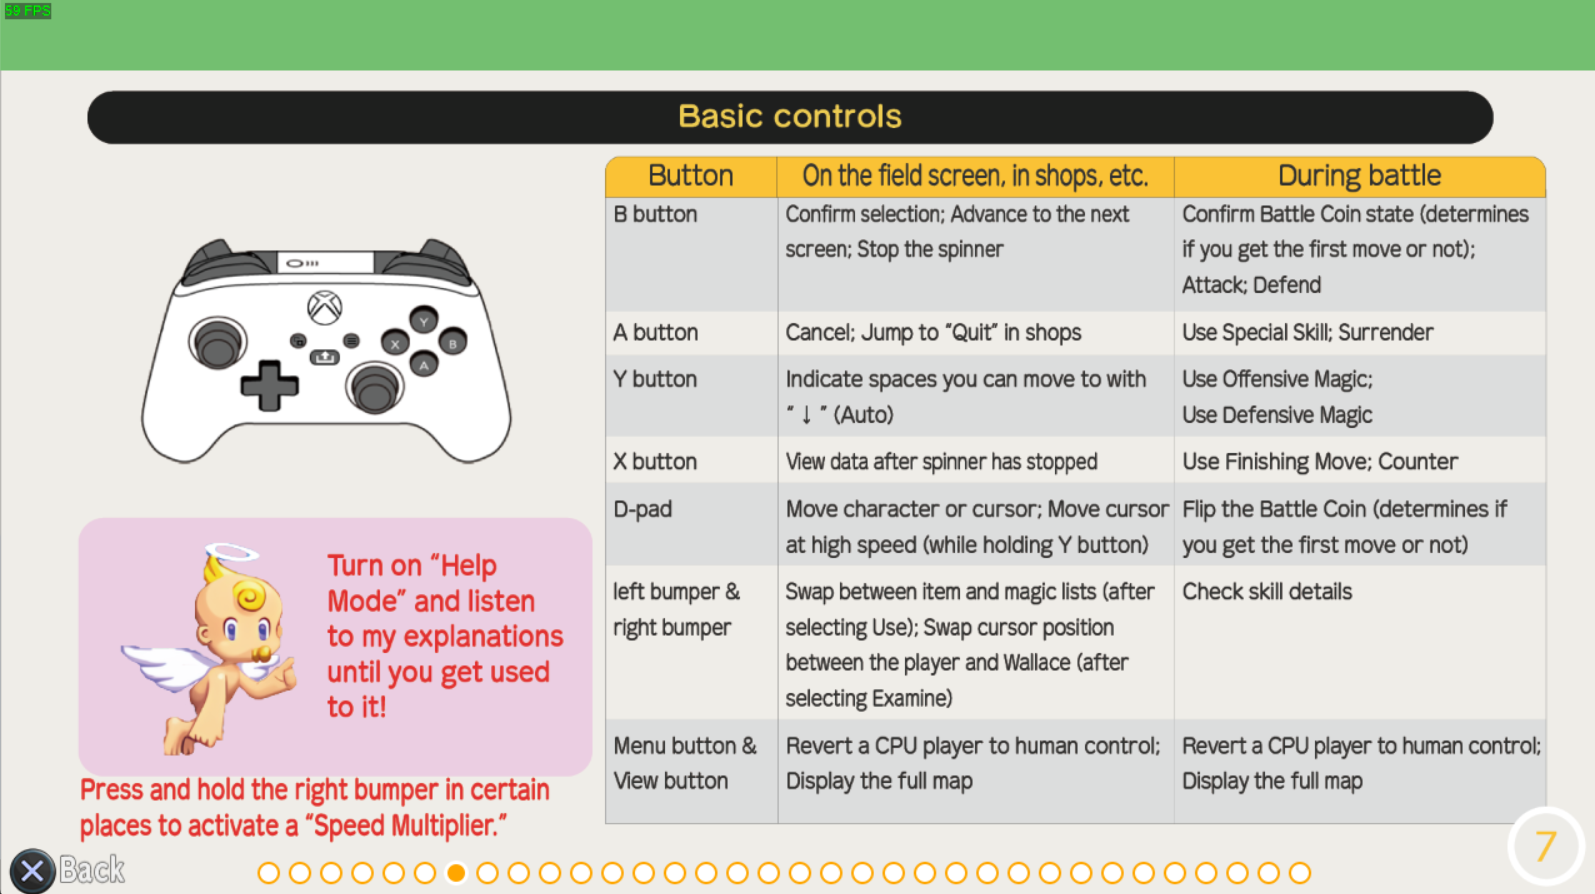 59 FPS
Basic controls
Button
On the field screen, in shops, etc.
During battle
B button
Confirm selection; Advance to the next
screen; Stop the spinner
Confirm Battle Coin state (determines
if you get the first move or not);
Attack; Defend
A button
Cancel; Jump to “Quit” in shops
Use Special Skill; Surrender
Y button
Indicate spaces you can move to with
“ ↓ ” (Auto)
Use Offensive Magic;
Use Defensive Magic
X button
View data after spinner has stopped
Use Finishing Move; Counter
D-pad
Move character or cursor; Move cursor
at high speed (while holding Y button)
Flip the Battle Coin (determines if
you get the first move or not)
left bumper &
right bumper
Swap between item and magic lists (after
selecting Use); Swap cursor position
between the player and Wallace (after
selecting Examine)
Check skill details
Menu button &
View button
Revert a CPU player to human control;
Display the full map
Revert a CPU player to human control;
Display the full map
Y
X
B
A
Turn on “Help
Mode” and listen
to my explanations
until you get used
to it!
Press and hold the right bumper in certain
places to activate a “Speed Multiplier.”
Back
7